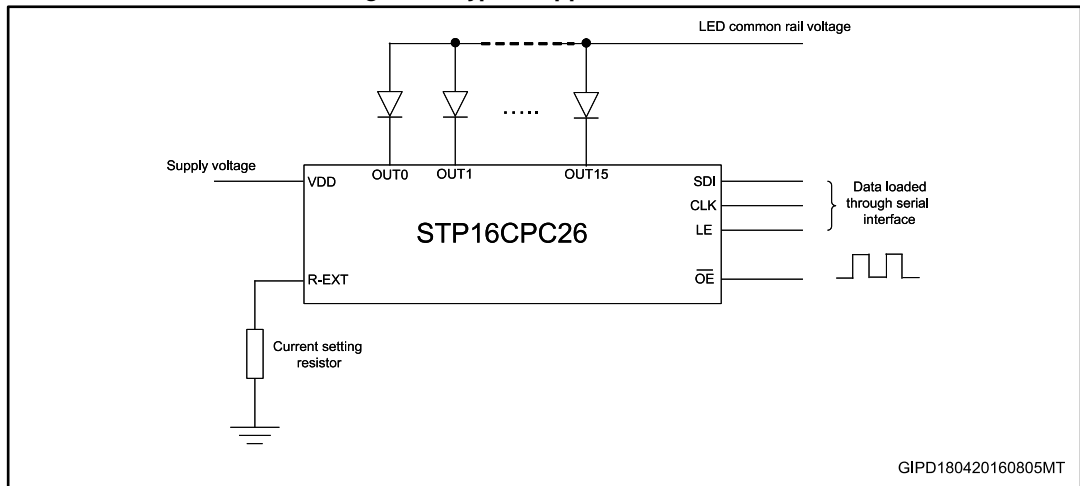 LED common rail voltage
.....
Supply voltage
VDD
OUT0
OUT1
OUT15
SDI
CLK
LE
Data loaded
through serial
interface
STP16CPC26
R-EXT
OE
Current setting
resistor
GIPD180420160805MT